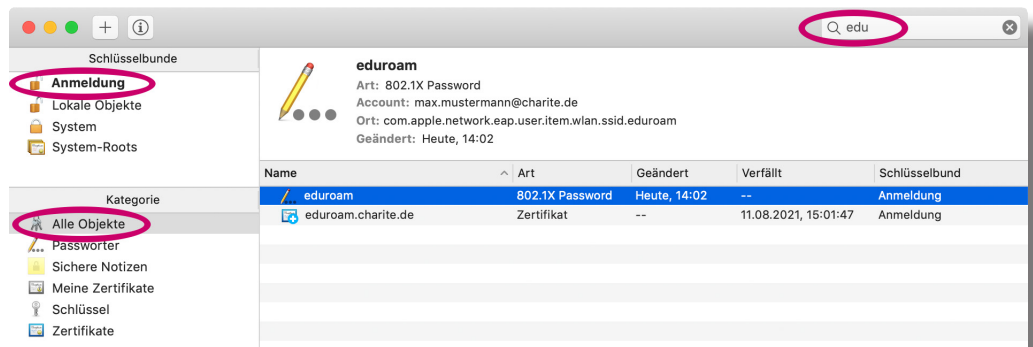 edu
Schlüsselbunde
Anmeldung
Lokale Objekte
System
System-Roots
eduroam
Art: 802.1X Password
Account: max.mustermann@charite.de
Ort: com.apple.network.eap.user.item.wlan.ssid.eduroam
Geändert: Heute, 14:02
Name Art Geändert Verfällt Schlüsselbund
eduroam 802.1X Password Heute, 14:02 -- Anmeldung
eduroam.charite.de Zertifikat -- 11.08.2021, 15:01:47 Anmeldung
Kategorie
Alle Objekte
Passwörter
Sichere Notizen
Meine Zertifikate
Schlüssel
Zertifikate